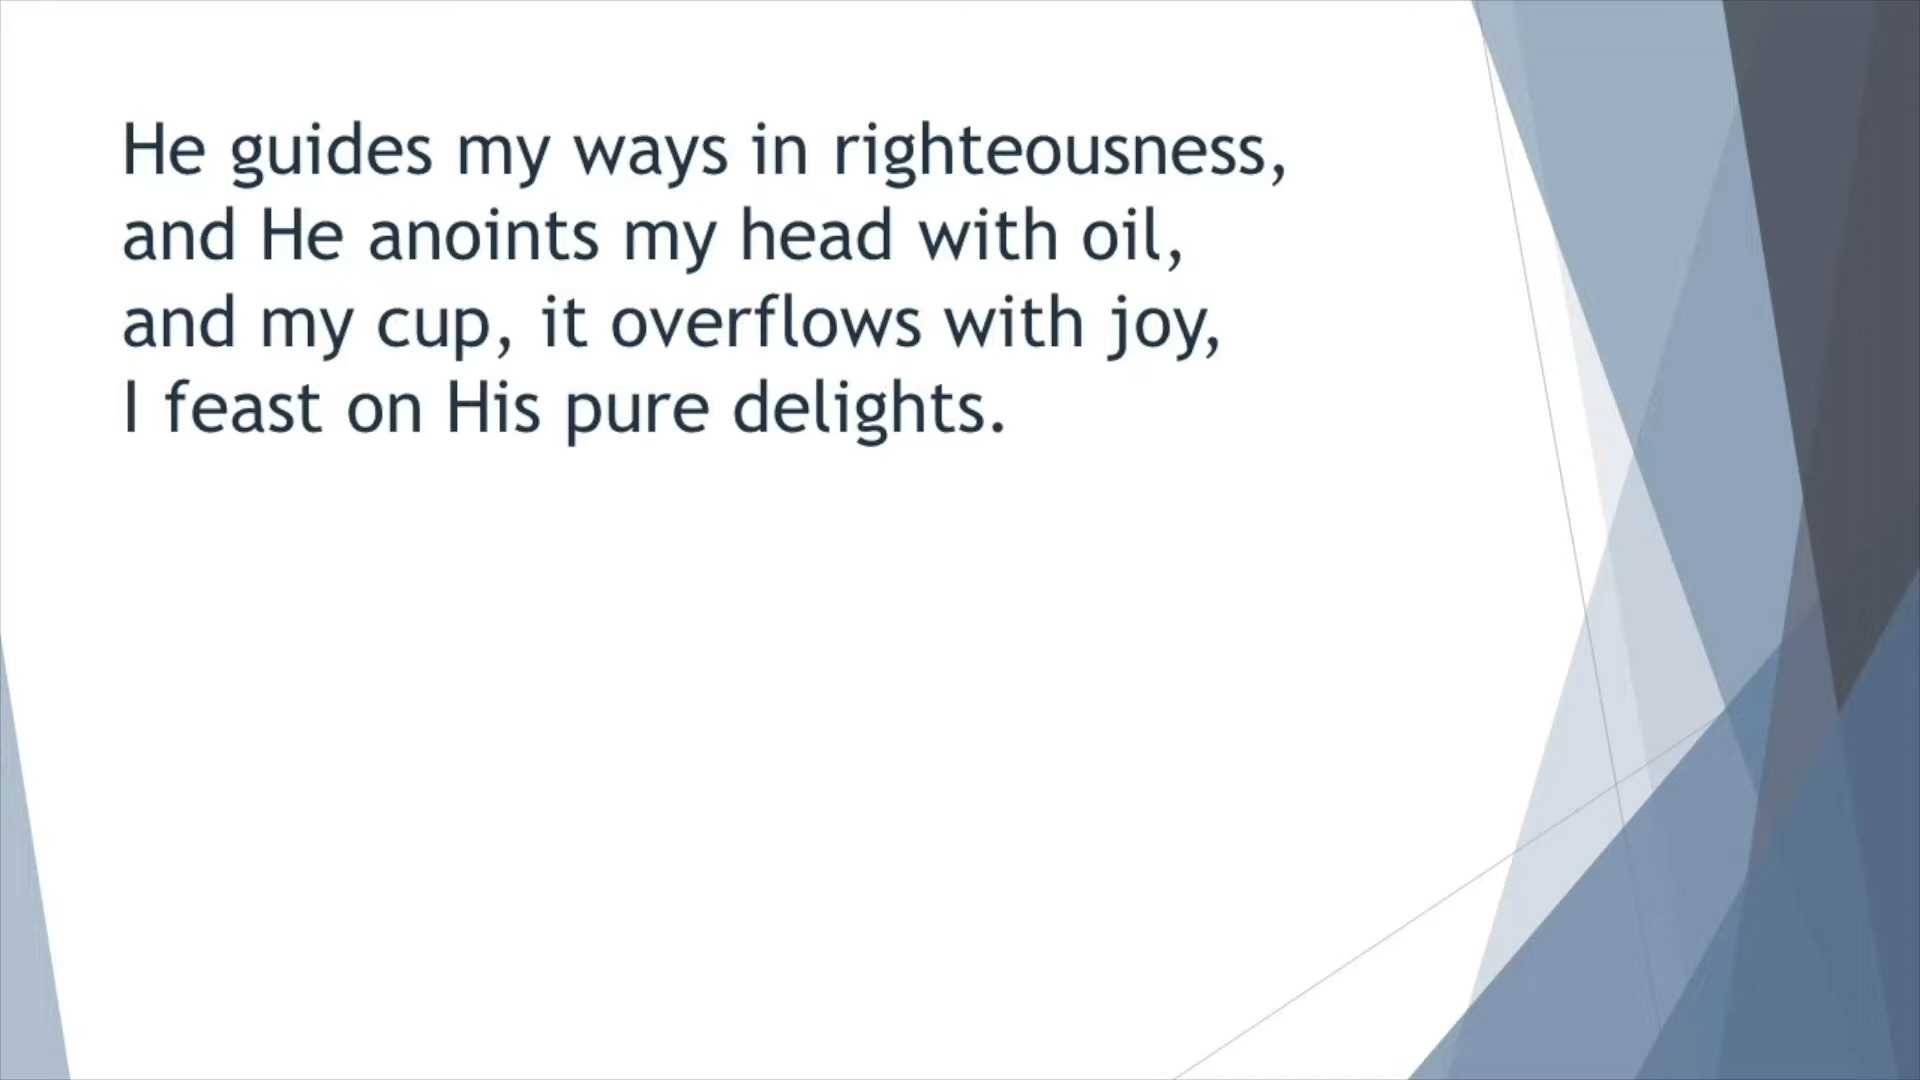 He guides my ways in righteousness,
and He anoints my head with oil,
and my cup, it overflows with joy,
I feast on His pure delights.